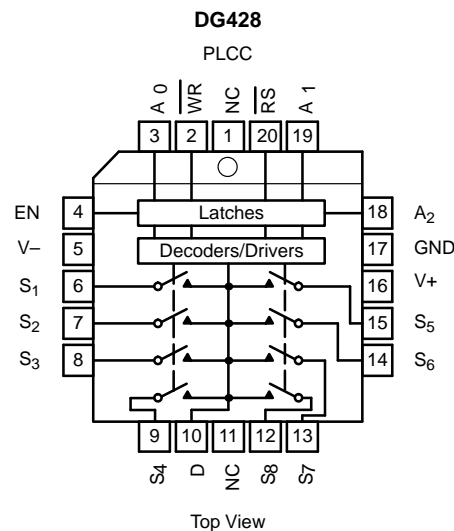 DG428
PLCC
A 0 WR NC RS A 1
3 2 1 20 19
EN 4 Latches 18 A2
V– 5 Decoders/Drivers 17 GND
S1 6 16 V+
S2 7 15 S5
S3 8 14 S6
9 10 11 12 13
S4 D NC S8 S7
Top View